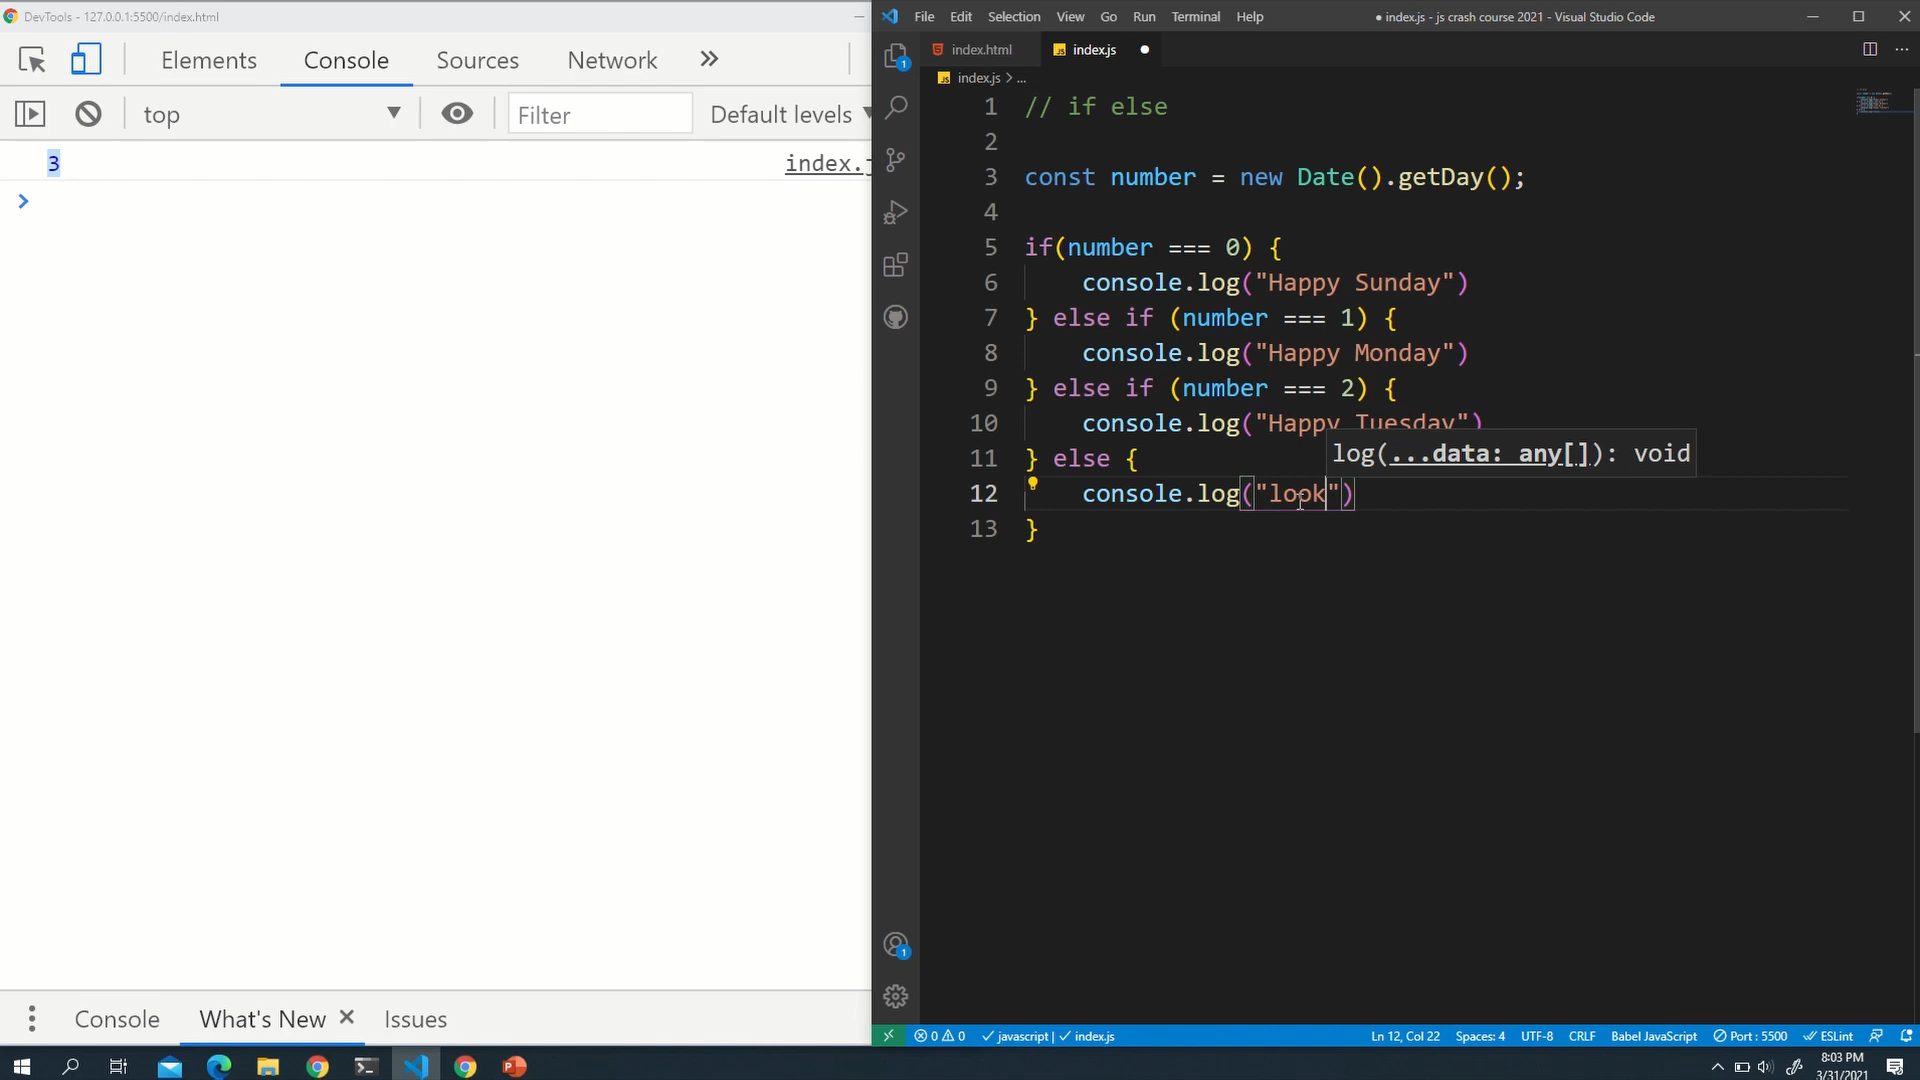 DevTools - 127.0.0.1:5500/index.html
Elements Console Sources Network
top Filter Default levels
3 index.j
File Edit Selection View Go Run Terminal Help ● index.js - js crash course 2021 - Visual Studio Code
index.html index.js
index.js > ...
1 // if else
2
3 const number = new Date().getDay();
4
5 if(number === 0) {
6 console.log("Happy Sunday")
7 } else if (number === 1) {
8 console.log("Happy Monday")
9 } else if (number === 2) {
10 console.log("Happy Tuesday")
log(...data: any[]): void
11 } else {
12 console.log("look")
13 }
1
1
Console What's New Issues
0 0 javascript | index.js Ln 12, Col 22 Spaces: 4 UTF-8 CRLF Babel JavaScript Port : 5500 ESLint
8:03 PM
3/31/2021